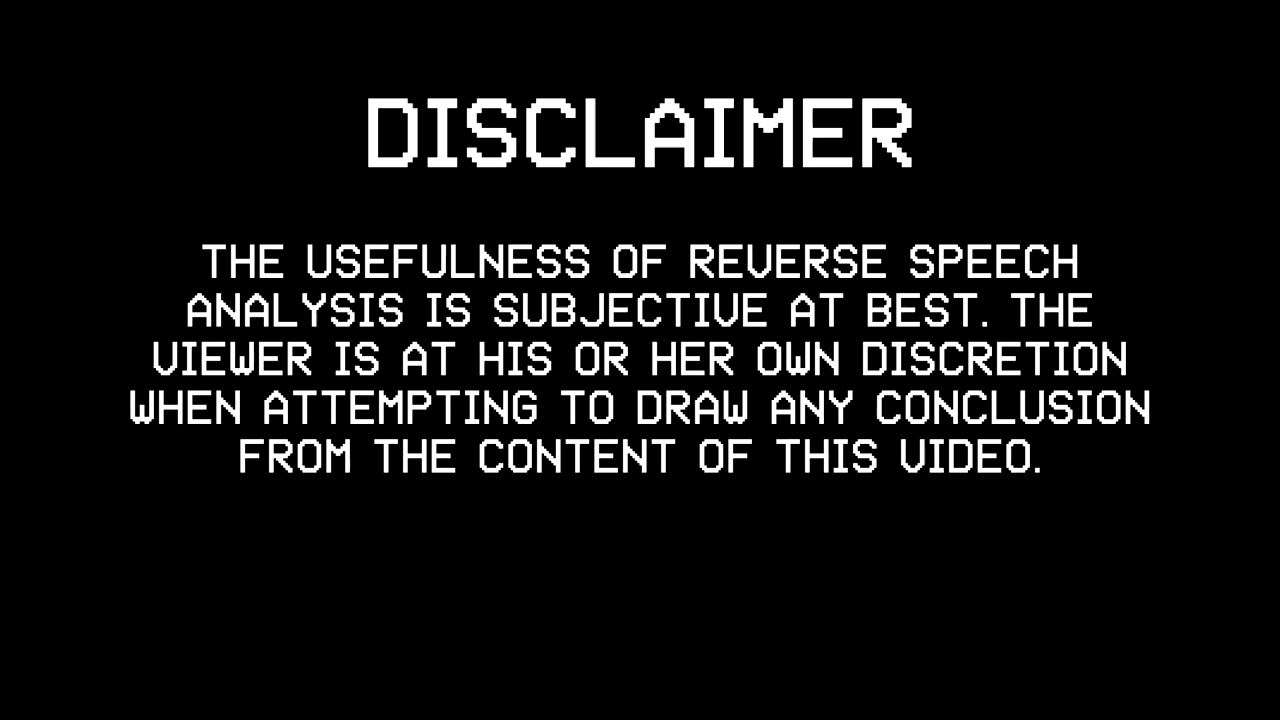 DISCLAIMER
THE USEFULNESS OF REVERSE SPEECH
ANALYSIS IS SUBJECTIVE AT BEST. THE
VIEWER IS AT HIS OR HER OWN DISCRETION
WHEN ATTEMPTING TO DRAW ANY CONCLUSION
FROM THE CONTENT OF THIS VIDEO.